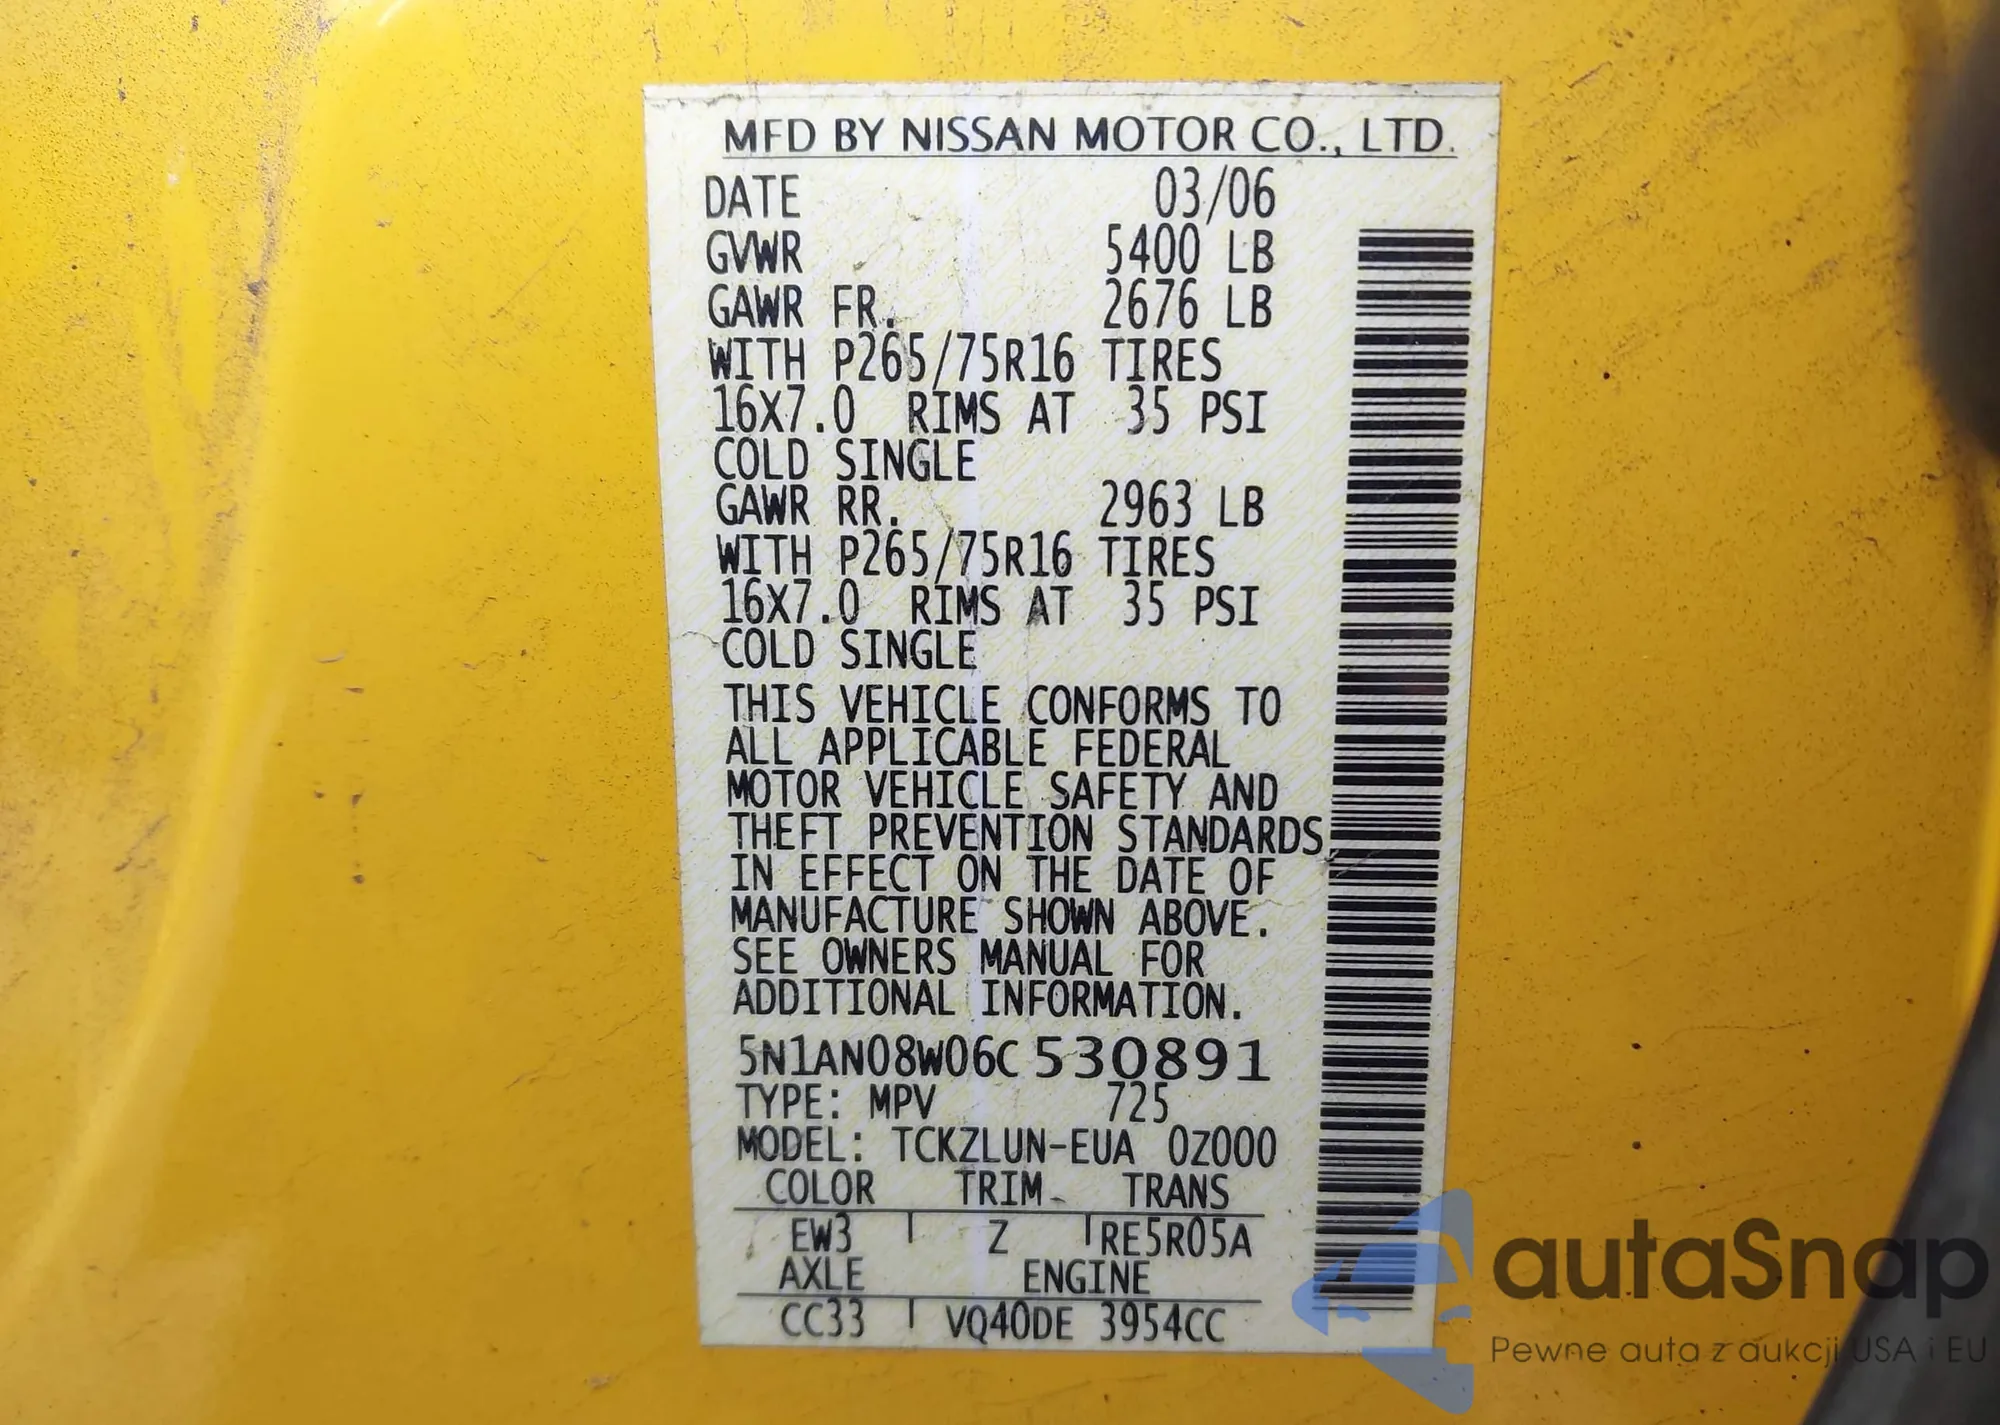 MFD BY NISSAN MOTOR CO., LTD.
DATE 03/06
GVWR 5400 LB
GAWR FR. 2676 LB
WITH P265/75R16 TIRES
16X7.0 RIMS AT 35 PSI
COLD SINGLE
GAWR RR. 2963 LB
WITH P265/75R16 TIRES
16X7.0 RIMS AT 35 PSI
COLD SINGLE
THIS VEHICLE CONFORMS TO
ALL APPLICABLE FEDERAL
MOTOR VEHICLE SAFETY AND
THEFT PREVENTION STANDARDS
IN EFFECT ON THE DATE OF
MANUFACTURE SHOWN ABOVE.
SEE OWNERS MANUAL FOR
ADDITIONAL INFORMATION.
5N1AN08W06C530891
TYPE: MPV 725
MODEL: TCKZLUN-EUA 0Z000
COLOR TRIM TRANS
EW3 Z RE5R05A
AXLE ENGINE
CC33 VQ40DE 3954CC
autaSnap
Pewne auta z aukcji USA i EU